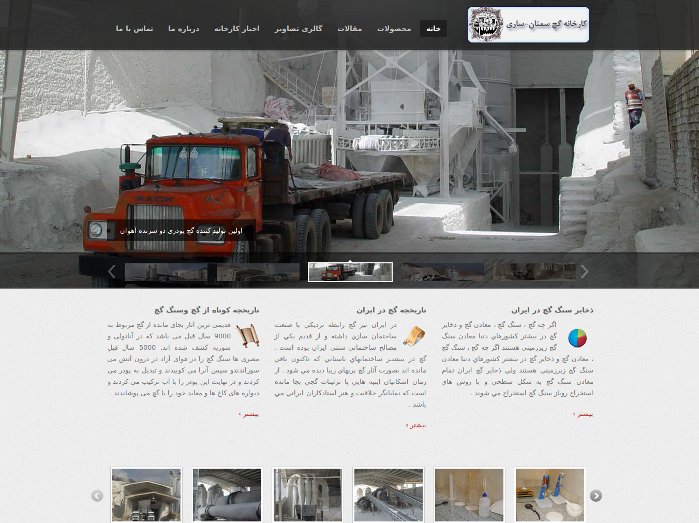 کارخانه گچ سمنان-ساری
خانه
محصولات
مقالات
گالری تصاویر
اخبار کارخانه
درباره ما
تماس با ما
MACK
اولین تولید کننده گچ پودری دو سرنده آهوان
ذخایر سنگ گچ در ایران
اگر چه گچ ، سنگ گچ ، معادن گچ و ذخایر
گچ در بیشتر کشورهای دنیا معادن سنگ
گچ زیرزمینی هستند اگر چه گچ ، سنگ گچ
، معادن گچ و ذخایر گچ در بیشتر کشورهای دنیا معادن
سنگ گچ زیرزمینی هستند ولی ذخایر گچ ایران تمام
معادن سنگ گچ به شکل سطحی و با روش های
استخراج روباز سنگ گچ استخراج می شوند .
بیشتر ›
تاریخچه گچ در ایران
در ایران نیز گچ رابطه نزدیکی با صنعت
ساختمان سازی داشته و از قدیم یکی از
مصالح ساختمانی سنتی ایران بوده است .
گچ در بیشتر ساختمانهای باستانی که تاکنون باقی
مانده اند بصورت آثار گچ بریهای زیبا دیده می شود . از
زمان اشکانیان ابنیه هایی با تزئینات گچی بجا مانده
است که نمایانگر خلاقیت و هنر استادکاران ایرانی می
باشد .
بیشتر ›
تاریخچه کوتاه از گچ وسنگ گچ
قدیمی ترین آثار بجای مانده از گچ مربوط به
9000 سال قبل می باشد که در آناتولی و
سوریه کشف شده اند. 5000 سال قبل
مصری ها سنگ گچ را در هوای آزاد در درون آتش می
سوزاندندو سپس آنرا می کوبیدند و تبدیل به پودر می
کردند و در نهایت این پودر را با آب ترکیب می کردند و
دیواره های کاخ ها و معابد خود را با گچ می پوشاندند .
بیشتر ›